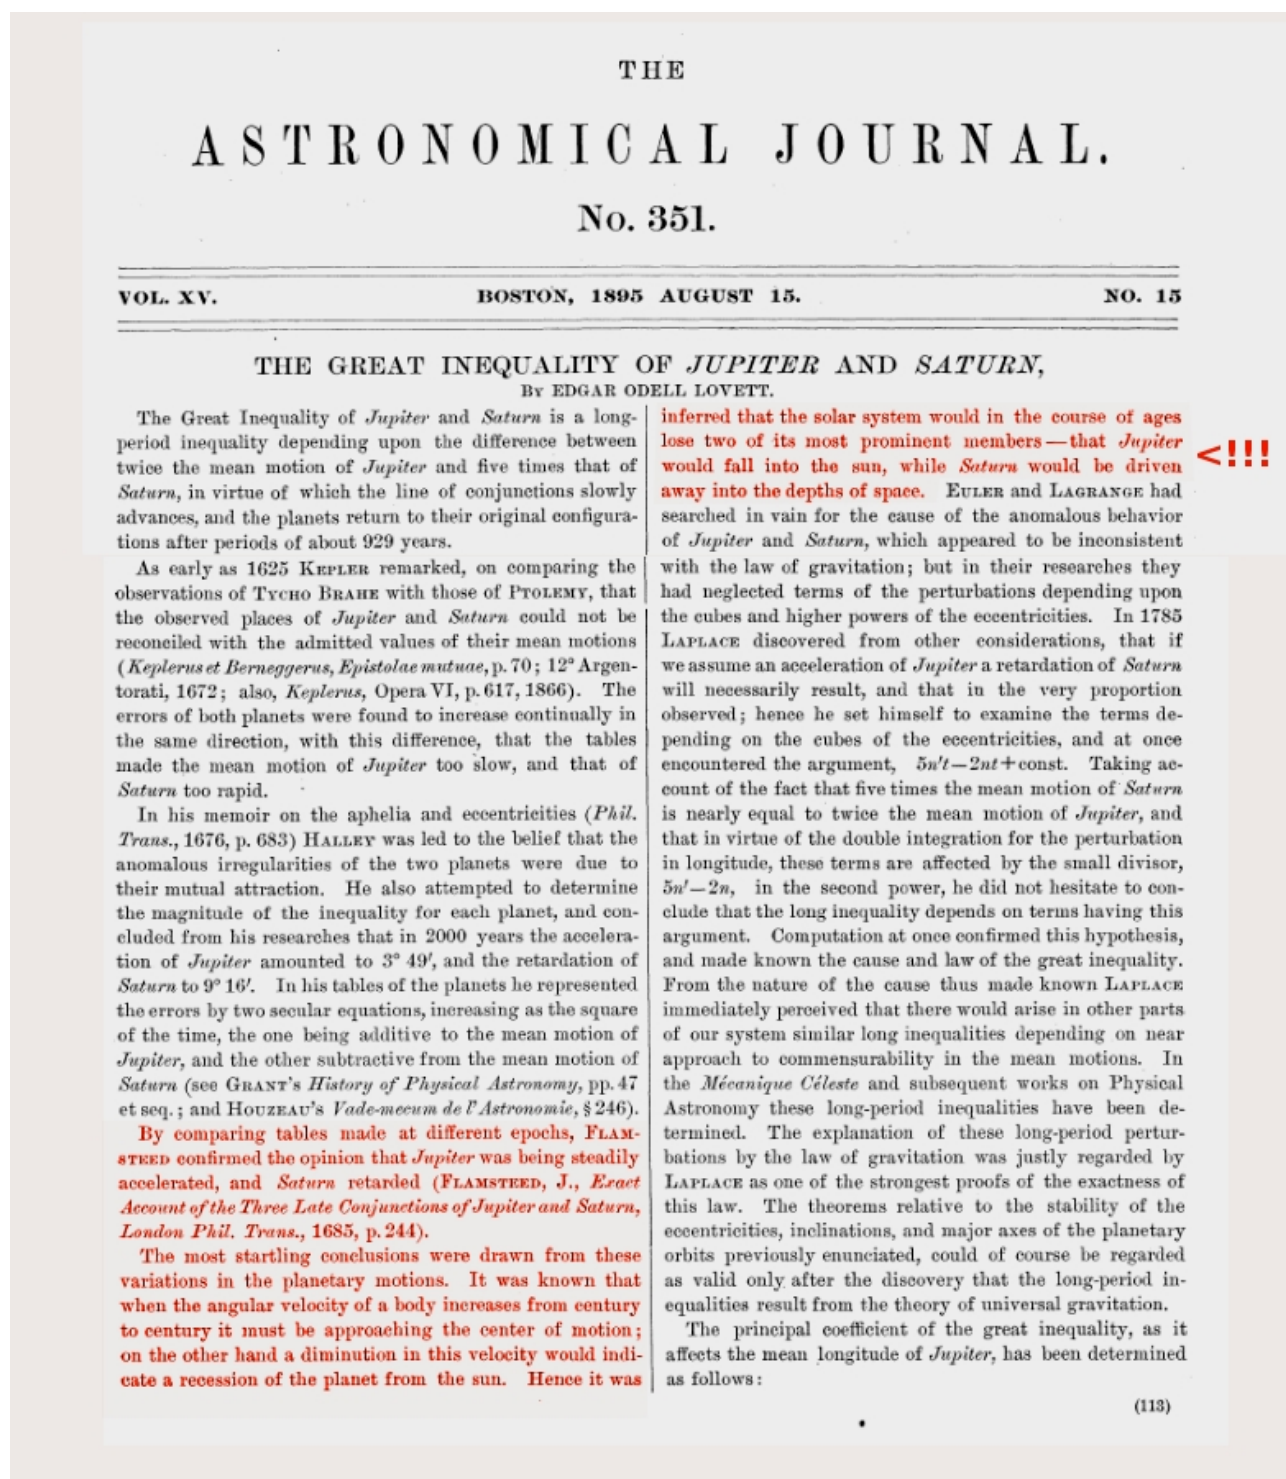 THE
ASTRONOMICAL JOURNAL.
No. 351.
VOL. XV.
BOSTON, 1895 AUGUST 15.
NO. 15
THE GREAT INEQUALITY OF JUPITER AND SATURN,
BY EDGAR ODELL LOVETT.
The Great Inequality of Jupiter and Saturn is a long-
period inequality depending upon the difference between
twice the mean motion of Jupiter and five times that of
Saturn, in virtue of which the line of conjunctions slowly
advances, and the planets return to their original configura-
tions after periods of about 929 years.
As early as 1625 KEPLER remarked, on comparing the
observations of TYCHO BRAHE with those of PTOLEMY, that
the observed places of Jupiter and Saturn could not be
reconciled with the admitted values of their mean motions
(Keplerus et Berneggerus, Epistolae mutuae, p. 70; 12° Argen-
torati, 1672; also, Keplerus, Opera VI, p. 617, 1866). The
errors of both planets were found to increase continually in
the same direction, with this difference, that the tables
made the mean motion of Jupiter too slow, and that of
Saturn too rapid.
In his memoir on the aphelia and eccentricities (Phil.
Trans., 1676, p. 683) HALLEY was led to the belief that the
anomalous irregularities of the two planets were due to
their mutual attraction. He also attempted to determine
the magnitude of the inequality for each planet, and con-
cluded from his researches that in 2000 years the accelera-
tion of Jupiter amounted to 3° 49′, and the retardation of
Saturn to 9° 16′. In his tables of the planets he represented
the errors by two secular equations, increasing as the square
of the time, the one being additive to the mean motion of
Jupiter, and the other subtractive from the mean motion of
Saturn (see GRANT'S History of Physical Astronomy, pp. 47
et seq.; and HOUZEAU'S Vade-mecum de l'Astronomie, § 246).
By comparing tables made at different epochs, FLAM-
STEED confirmed the opinion that Jupiter was being steadily
accelerated, and Saturn retarded (FLAMSTEED, J., Exact
Account of the Three Late Conjunctions of Jupiter and Saturn,
London Phil. Trans., 1685, p. 244).
The most startling conclusions were drawn from these
variations in the planetary motions. It was known that
when the angular velocity of a body increases from century
to century it must be approaching the center of motion;
on the other hand a diminution in this velocity would indi-
cate a recession of the planet from the sun. Hence it was
inferred that the solar system would in the course of ages
lose two of its most prominent members—that Jupiter
would fall into the sun, while Saturn would be driven
away into the depths of space. EULER and LAGRANGE had
<!!!
searched in vain for the cause of the anomalous behavior
of Jupiter and Saturn, which appeared to be inconsistent
with the law of gravitation; but in their researches they
had neglected terms of the perturbations depending upon
the cubes and higher powers of the eccentricities. In 1785
LAPLACE discovered from other considerations, that if
we assume an acceleration of Jupiter a retardation of Saturn
will necessarily result, and that in the very proportion
observed; hence he set himself to examine the terms de-
pending on the cubes of the eccentricities, and at once
encountered the argument, 5n't−2nt+const. Taking ac-
count of the fact that five times the mean motion of Saturn
is nearly equal to twice the mean motion of Jupiter, and
that in virtue of the double integration for the perturbation
in longitude, these terms are affected by the small divisor,
5n'−2n, in the second power, he did not hesitate to con-
clude that the long inequality depends on terms having this
argument. Computation at once confirmed this hypothesis,
and made known the cause and law of the great inequality.
From the nature of the cause thus made known LAPLACE
immediately perceived that there would arise in other parts
of our system similar long inequalities depending on near
approach to commensurability in the mean motions. In
the Mécanique Céleste and subsequent works on Physical
Astronomy these long-period inequalities have been de-
termined. The explanation of these long-period pertur-
bations by the law of gravitation was justly regarded by
LAPLACE as one of the strongest proofs of the exactness of
this law. The theorems relative to the stability of the
eccentricities, inclinations, and major axes of the planetary
orbits previously enunciated, could of course be regarded
as valid only after the discovery that the long-period in-
equalities result from the theory of universal gravitation.
The principal coefficient of the great inequality, as it
affects the mean longitude of Jupiter, has been determined
as follows:
(113)